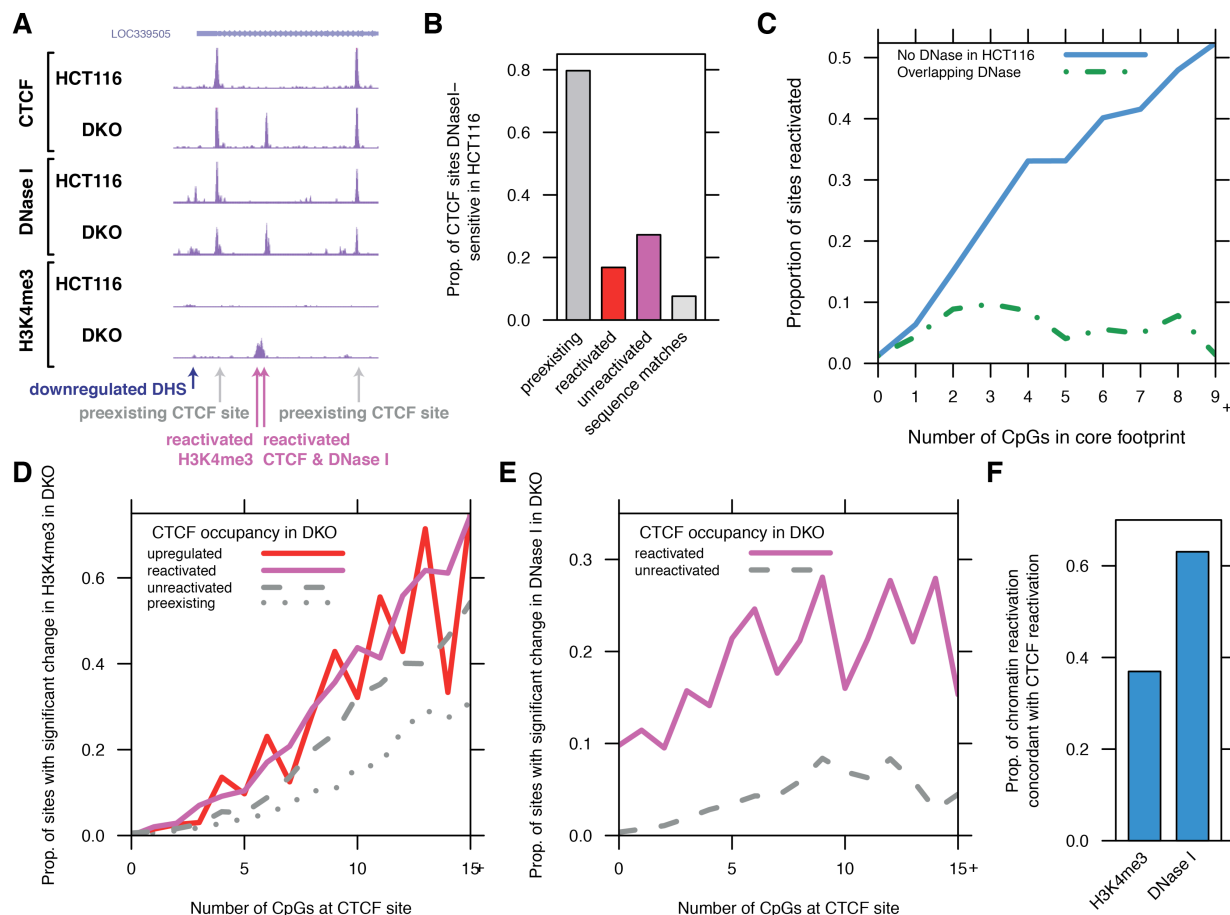 A
LOC339505
CTCF
HCT116
DKO
DNase I
HCT116
DKO
H3K4me3
HCT116
DKO
downregulated DHS
preexisting CTCF site
preexisting CTCF site
reactivated
H3K4me3
reactivated
CTCF & DNase I
B
Prop. of CTCF sites DNaseI−
sensitive in HCT116
0.8
0.6
0.4
0.2
0.0
preexisting
reactivated
unreactivated
sequence matches
C
Proportion of sites reactivated
No DNase in HCT116
Overlapping DNase
0.5
0.4
0.3
0.2
0.1
0.0
0 1 2 3 4 5 6 7 8 9
+
Number of CpGs in core footprint
D
Prop. of sites with significant change in H3K4me3 in DKO
CTCF occupancy in DKO
upregulated
reactivated
unreactivated
preexisting
0.6
0.4
0.2
0.0
0 5 10 15+
Number of CpGs at CTCF site
E
Prop. of sites with significant change in DNase I in DKO
CTCF occupancy in DKO
reactivated
unreactivated
0.3
0.2
0.1
0.0
0 5 10 15+
Number of CpGs at CTCF site
F
Prop. of chromatin reactivation
concordant with CTCF reactivation
0.6
0.4
0.2
0.0
H3K4me3
DNase I